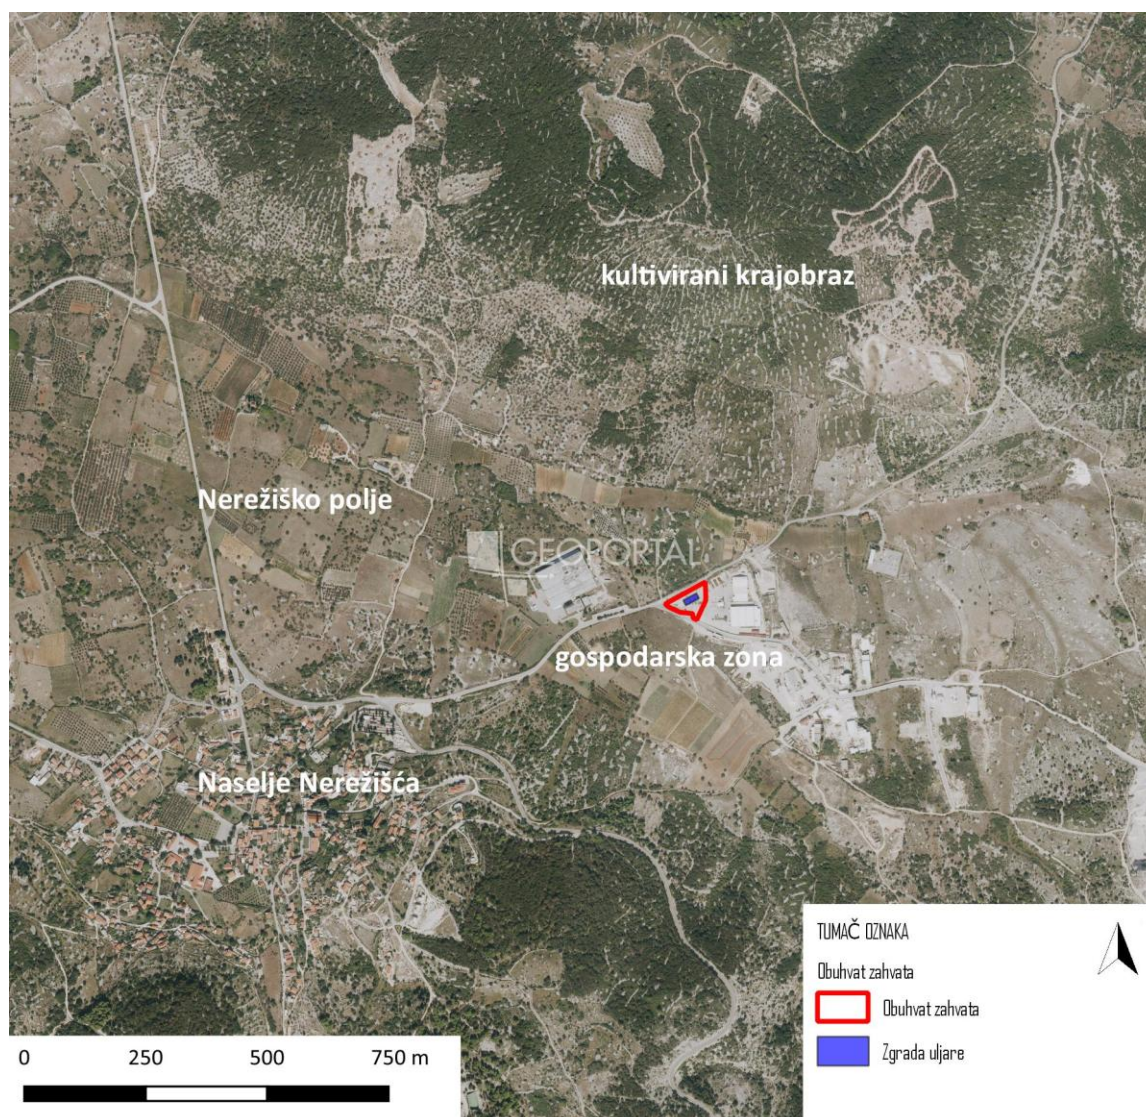 kultivirani krajobraz
Nerežiško polje
GEOPORTAL
gospodarska zona
Naselje Nerežišća
TUMAČ OZNAKA
Obuhvat zahvata
Obuhvat zahvata
Zgrada uljare
0 250 500 750 m